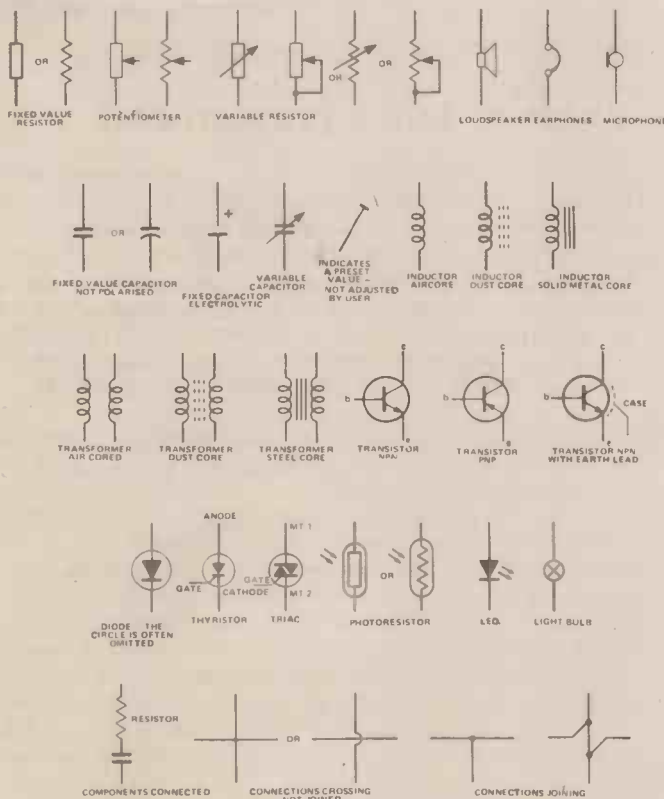 OR
OR
OR
FIXED VALUE
RESISTOR
POTENTIOMETER
VARIABLE RESISTOR
LOUDSPEAKER
EARPHONES
MICROPHONE
OR
+
FIXED VALUE CAPACITOR
NOT POLARISED
FIXED CAPACITOR
ELECTROLYTIC
VARIABLE
CAPACITOR
INDICATES
A PRESET
VALUE –
NOT ADJUSTED
BY USER
INDUCTOR
AIRCORE
INDUCTOR
DUST CORE
INDUCTOR
SOLID METAL CORE
c
b
e
c
b
e
c
b
e
CASE
TRANSFORMER
AIR CORED
TRANSFORMER
DUST CORE
TRANSFORMER
STEEL CORE
TRANSISTOR
NPN
TRANSISTOR
PNP
TRANSISTOR NPN
WITH EARTH LEAD
ANODE
MT 1
GATE
CATHODE
GATE
MT 2
OR
DIODE THE
CIRCLE IS OFTEN
OMITTED
THYRISTOR
TRIAC
PHOTORESISTOR
LED.
LIGHT BULB
RESISTOR
OR
COMPONENTS CONNECTED
CONNECTIONS CROSSING
NOT JOINED
CONNECTIONS JOINING